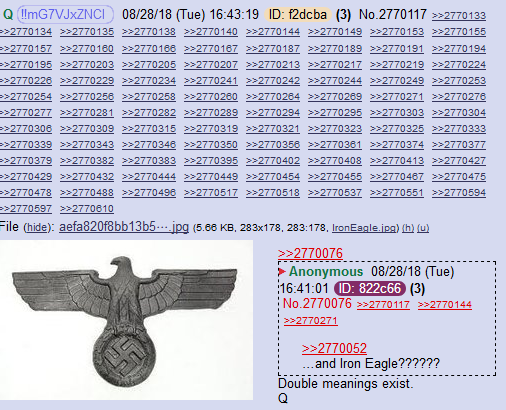 Q !!mG7VJxZNCI 08/28/18 (Tue) 16:43:19 ID: f2dcba (3) No.2770117 >>2770133
>>2770134 >>2770135 >>2770138 >>2770140 >>2770144 >>2770149 >>2770153 >>2770155
>>2770157 >>2770160 >>2770165 >>2770166 >>2770167 >>2770189 >>2770191 >>2770194
>>2770195 >>2770203 >>2770205 >>2770213 >>2770217 >>2770219 >>2770224
>>2770226 >>2770229 >>2770234 >>2770241 >>2770242 >>2770244 >>2770249 >>2770253
>>2770254 >>2770256 >>2770258 >>2770260 >>2770264 >>2770269 >>2770271 >>2770276
>>2770277 >>2770281 >>2770282 >>2770289 >>2770294 >>2770295 >>2770303 >>2770304
>>2770306 >>2770309 >>2770315 >>2770319 >>2770321 >>2770323 >>2770325 >>2770333
>>2770339 >>2770343 >>2770346 >>2770350 >>2770356 >>2770361 >>2770374 >>2770377
>>2770379 >>2770382 >>2770383 >>2770395 >>2770402 >>2770408 >>2770413 >>2770427
>>2770429 >>2770432 >>2770444 >>2770449 >>2770454 >>2770455 >>2770467 >>2770475
>>2770478 >>2770488 >>2770496 >>2770517 >>2770518 >>2770537 >>2770551 >>2770594
>>2770597 >>2770610
File (hide): aefa820f8bb13b5⋯.jpg (5.66 KB, 283x178, 283:178, IronEagle.jpg) (h) (u)
>>2770076
Anonymous 08/28/18 (Tue)
16:41:01 ID: 822c66 (3)
No.2770076 >>2770117 >>2770144
>>2770271
>>2770052
…and Iron Eagle??????
Double meanings exist.
Q